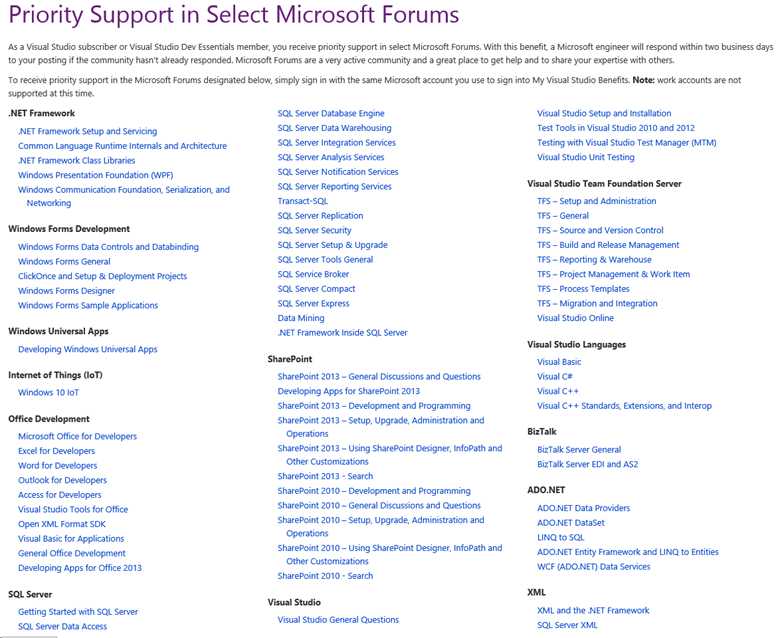 Priority Support in Select Microsoft Forums
As a Visual Studio subscriber or Visual Studio Dev Essentials member, you receive priority support in select Microsoft Forums. With this benefit, a Microsoft engineer will respond within two business days
to your posting if the community hasn't already responded. Microsoft Forums are a very active community and a great place to get help and to share your expertise with others.
To receive priority support in the Microsoft Forums designated below, simply sign in with the same Microsoft account you use to sign into My Visual Studio Benefits. Note: work accounts are not
supported at this time.
.NET Framework
.NET Framework Setup and Servicing
Common Language Runtime Internals and Architecture
.NET Framework Class Libraries
Windows Presentation Foundation (WPF)
Windows Communication Foundation, Serialization, and
Networking
Windows Forms Development
Windows Forms Data Controls and Databinding
Windows Forms General
ClickOnce and Setup & Deployment Projects
Windows Forms Designer
Windows Forms Sample Applications
Windows Universal Apps
Developing Windows Universal Apps
Internet of Things (IoT)
Windows 10 IoT
Office Development
Microsoft Office for Developers
Excel for Developers
Word for Developers
Outlook for Developers
Access for Developers
Visual Studio Tools for Office
Open XML Format SDK
Visual Basic for Applications
General Office Development
Developing Apps for Office 2013
SQL Server
Getting Started with SQL Server
SQL Server Data Access
SQL Server Database Engine
SQL Server Data Warehousing
SQL Server Integration Services
SQL Server Analysis Services
SQL Server Notification Services
SQL Server Reporting Services
Transact-SQL
SQL Server Replication
SQL Server Security
SQL Server Setup & Upgrade
SQL Server Tools General
SQL Service Broker
SQL Server Compact
SQL Server Express
Data Mining
.NET Framework Inside SQL Server
SharePoint
SharePoint 2013 – General Discussions and Questions
Developing Apps for SharePoint 2013
SharePoint 2013 – Development and Programming
SharePoint 2013 – Setup, Upgrade, Administration and
Operations
SharePoint 2013 – Using SharePoint Designer, InfoPath and
Other Customizations
SharePoint 2013 - Search
SharePoint 2010 – Development and Programming
SharePoint 2010 – General Discussions and Questions
SharePoint 2010 – Setup, Upgrade, Administration and
Operations
SharePoint 2010 – Using SharePoint Designer, InfoPath and
Other Customizations
SharePoint 2010 - Search
Visual Studio
Visual Studio General Questions
Visual Studio Setup and Installation
Test Tools in Visual Studio 2010 and 2012
Testing with Visual Studio Test Manager (MTM)
Visual Studio Unit Testing
Visual Studio Team Foundation Server
TFS – Setup and Administration
TFS – General
TFS – Source and Version Control
TFS – Build and Release Management
TFS – Reporting & Warehouse
TFS – Project Management & Work Item
TFS – Process Templates
TFS – Migration and Integration
Visual Studio Online
Visual Studio Languages
Visual Basic
Visual C#
Visual C++
Visual C++ Standards, Extensions, and Interop
BizTalk
BizTalk Server General
BizTalk Server EDI and AS2
ADO.NET
ADO.NET Data Providers
ADO.NET DataSet
LINQ to SQL
ADO.NET Entity Framework and LINQ to Entities
WCF (ADO.NET) Data Services
XML
XML and the .NET Framework
SQL Server XML